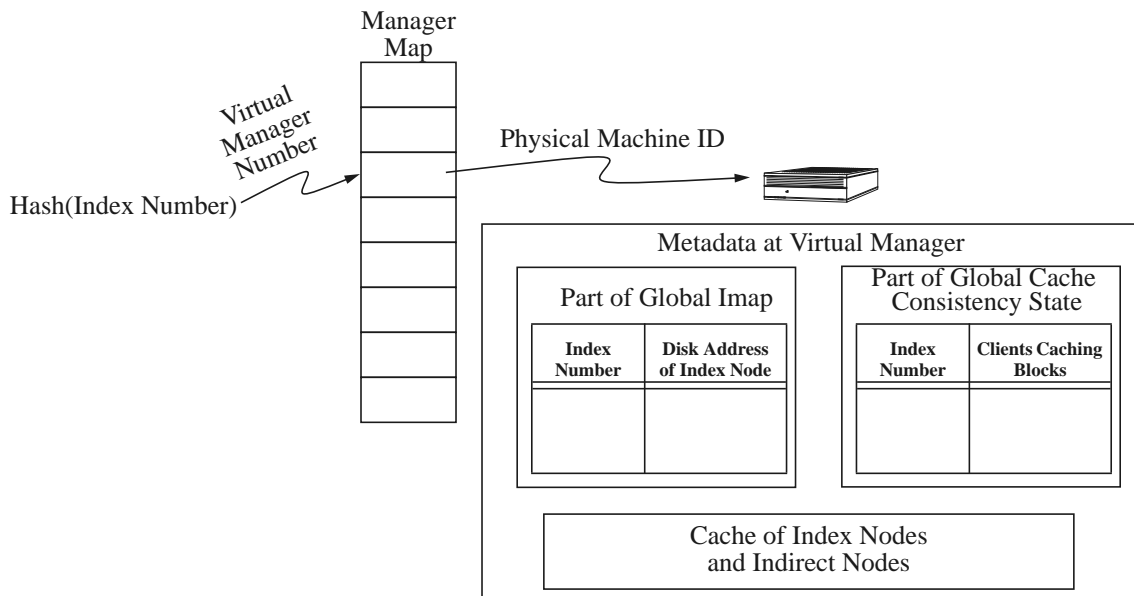 Manager
Map
Virtual
Manager
Number
Physical Machine ID
Hash(Index Number)
Metadata at Virtual Manager
Part of Global Imap
Index
Number
Disk Address
of Index Node
Part of Global Cache
Consistency State
Index
Number
Clients Caching
Blocks
Cache of Index Nodes
and Indirect Nodes